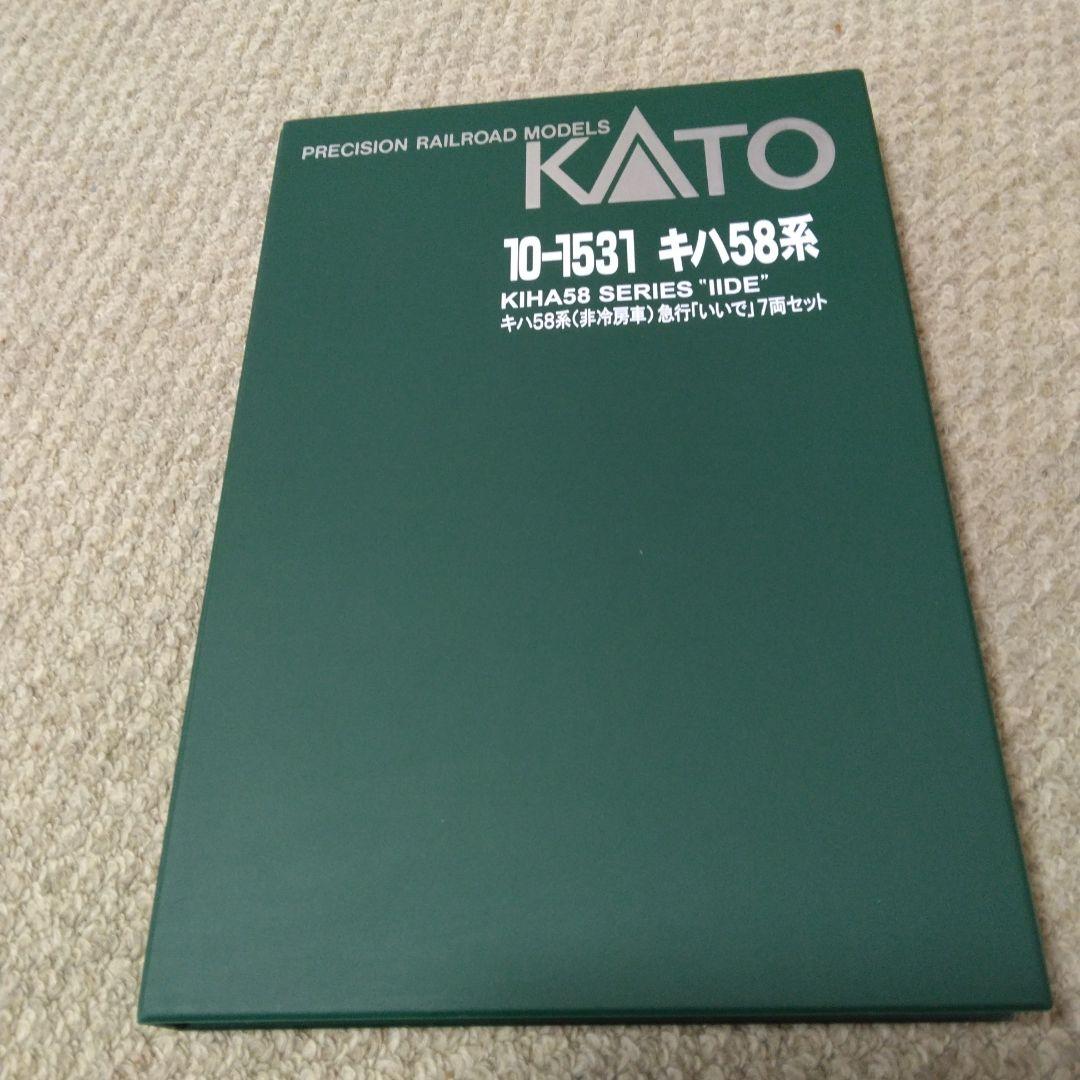 PRECISION RAILROAD MODELS KATO
10-1531 キハ58系
KIHA58 SERIES "IIDE"
キハ58系(非冷房車)急行「いいで」7両セット